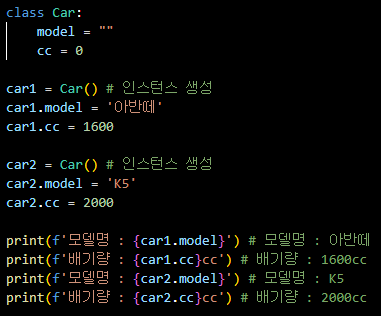 class Car:
    model = ""
    cc = 0

car1 = Car() # 인스턴스 생성
car1.model = '아반떼'
car1.cc = 1600

car2 = Car() # 인스턴스 생성
car2.model = 'K5'
car2.cc = 2000

print(f'모델명 : {car1.model}') # 모델명 : 아반떼
print(f'배기량 : {car1.cc}cc') # 배기량 : 1600cc
print(f'모델명 : {car2.model}') # 모델명 : K5
print(f'배기량 : {car2.cc}cc') # 배기량 : 2000cc